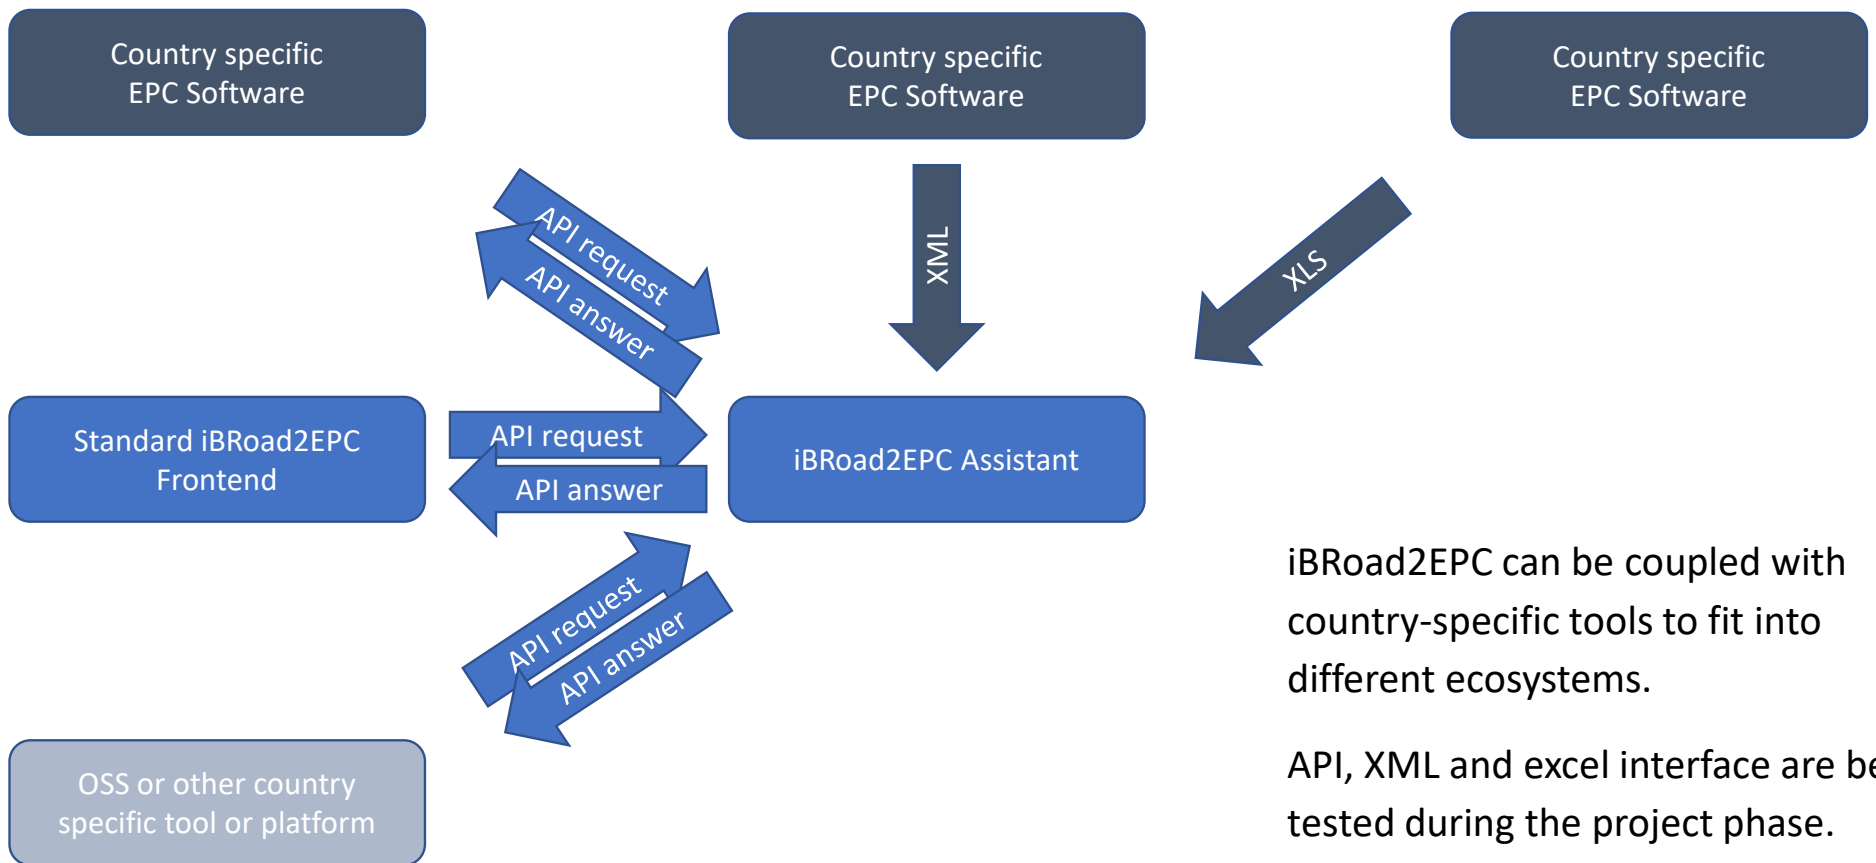 Country specific
EPC Software
Country specific
EPC Software
Country specific
EPC Software
API request
API answer
XML
XLS
Standard iBRoad2EPC
Frontend
API request
API answer
iBRoad2EPC Assistant
API request
API answer
OSS or other country
specific tool or platform
iBRoad2EPC can be coupled with
country-specific tools to fit into
different ecosystems.
API, XML and excel interface are be
tested during the project phase.